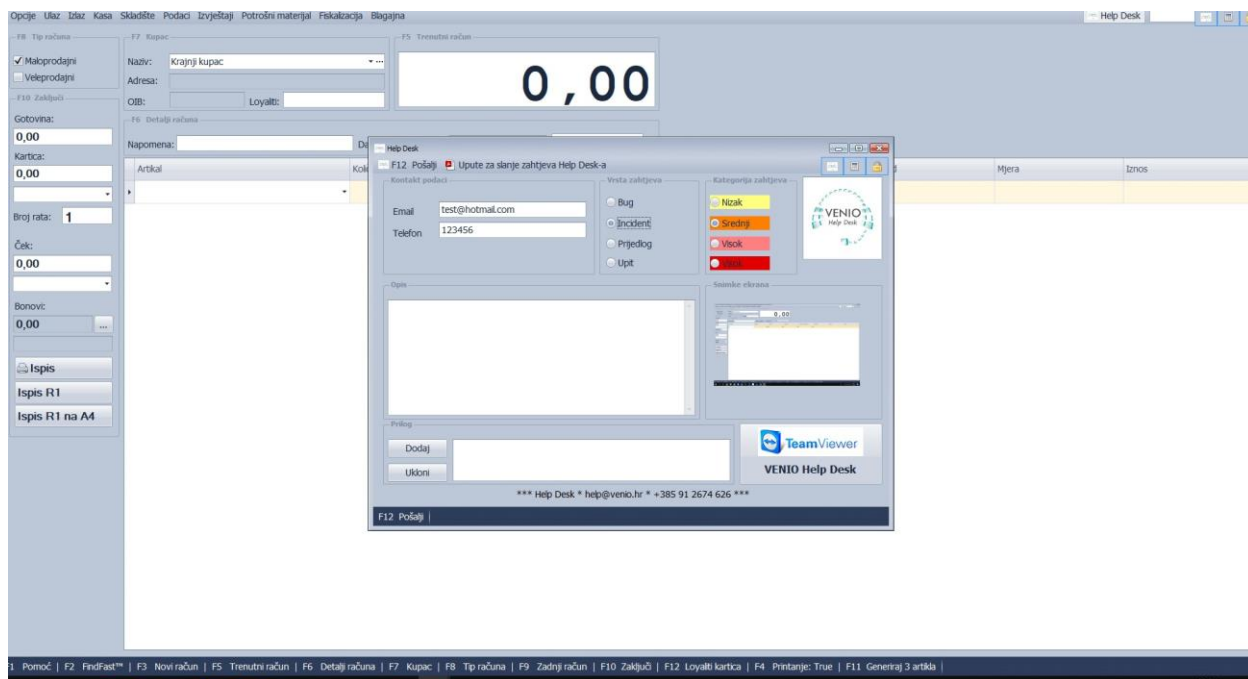 Opcije Ulaz Izlaz Kasa Skladište Podaci Izvještaji Potrošni materijal Fiskalizacija Blagajna
Help Desk
F8 Tip računa
Maloprodajni
Veleprodajni
F10 Zaključi
Gotovina:
0,00
Kartica:
0,00
Broj rata: 1
Ček:
0,00
Bonovi:
0,00
...
Ispis
Ispis R1
Ispis R1 na A4
F7 Kupac
Naziv: Krajnji kupac
Adresa:
OIB: Loyaliti:
F5 Trenutni račun
0,00
F6 Detalji računa
Napomena:
Artikal
Mjera
Iznos
Help Desk
F12 Pošalji Upute za slanje zahtjeva Help Desk-a
Kontakt podaci
Email test@hotmail.com
Telefon 123456
Vrsta zahtjeva
Bug
Incident
Prijedlog
Upit
Kategorija zahtjeva
Nizak
Srednji
Visok
Visok
VENIO
Help Desk
Opis
Snimke ekrana
0,00
Prilog
Dodaj
Ukloni
TeamViewer
VENIO Help Desk
*** Help Desk * help@venio.hr * +385 91 2674 626 ***
F12 Pošalji
Pomoć | F2 FindFast™ | F3 Novi račun | F5 Trenutni račun | F6 Detalji računa | F7 Kupac | F8 Tip računa | F9 Zadnji račun | F10 Zaključi | F12 Loyaliti kartica | F4 Printanje: True | F11 Generiraj 3 artikla